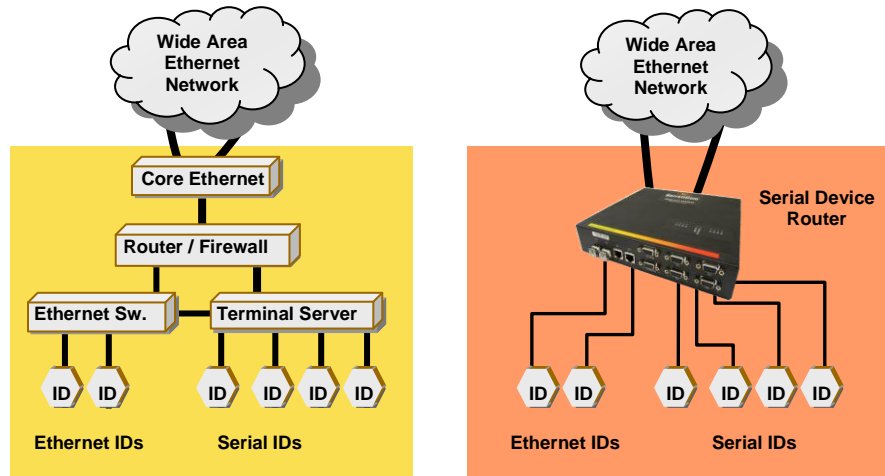 Wide Area
Ethernet
Network
Core Ethernet
Router / Firewall
Ethernet Sw.
Terminal Server
ID
ID
ID
ID
ID
ID
Ethernet IDs
Serial IDs
Wide Area
Ethernet
Network
Serial Device
Router
ID
ID
ID
ID
ID
ID
Ethernet IDs
Serial IDs